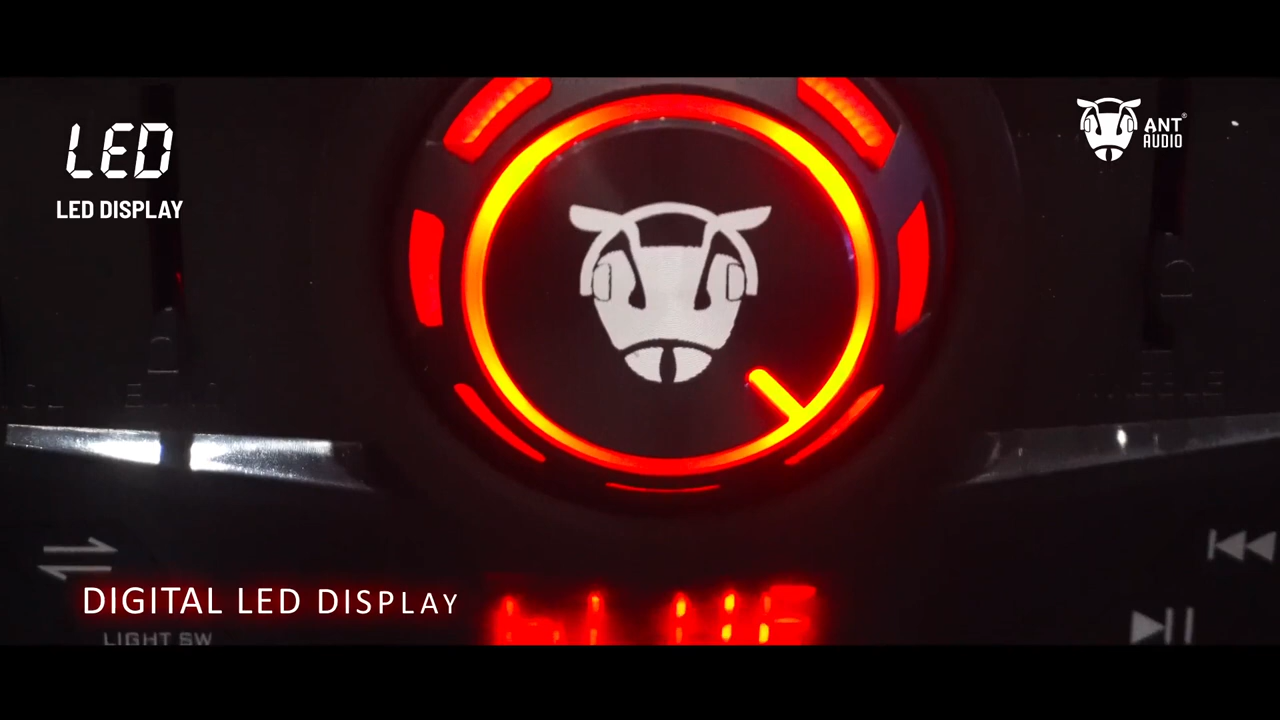 LED
LED DISPLAY
ANT®
AUDIO
DIGITAL LED DISPLAY
LIGHT SW